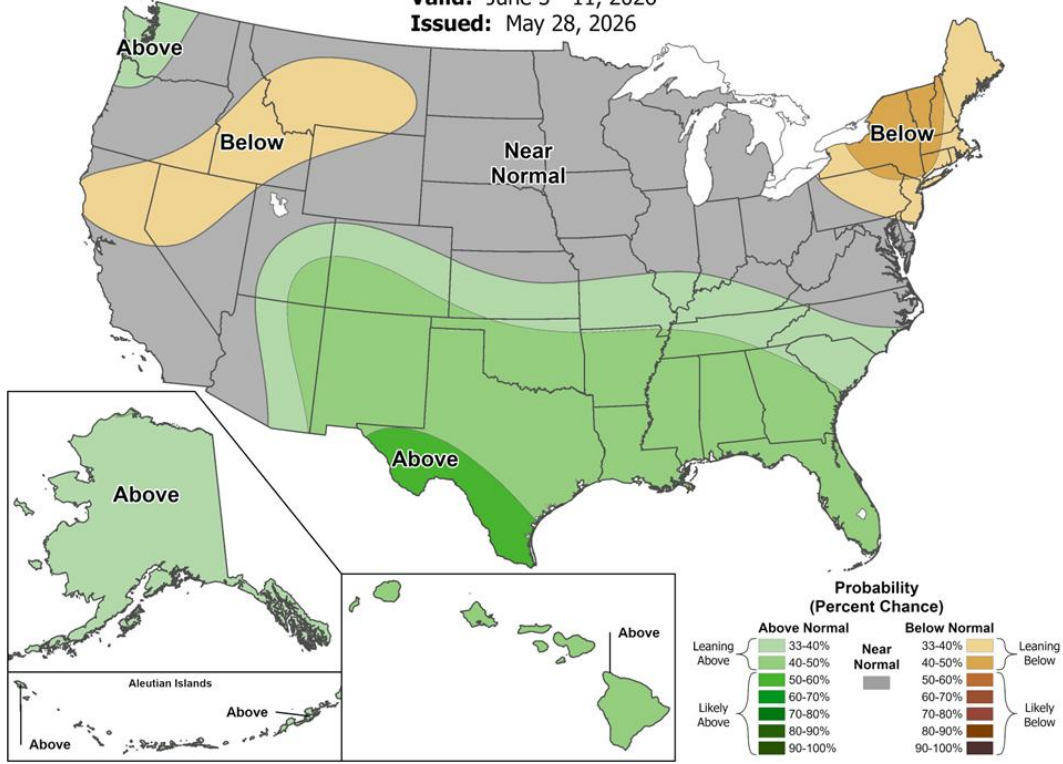 Issued: May 28, 2026
Above
Below
Near
Normal
Below
Above
Above
Aleutian Islands
Above
Above
Above
Probability
(Percent Chance)
Above Normal
Below Normal
Leaning
Above
33-40%
40-50%
50-60%
60-70%
70-80%
80-90%
90-100%
Likely
Above
Near
Normal
33-40%
40-50%
50-60%
60-70%
70-80%
80-90%
90-100%
Leaning
Below
Likely
Below